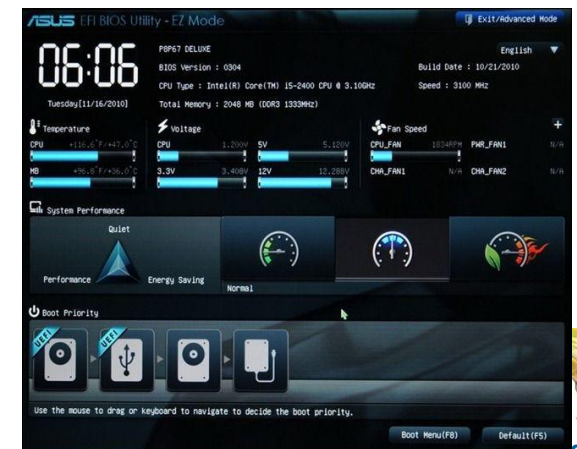 ASUS EFI BIOS Utility - EZ Mode
Exit/Advanced Mode
06:06
Tuesday[11/16/2010]
P8P67 DELUXE
English
BIOS Version : 0304
Build Date : 10/21/2010
CPU Type : Intel(R) Core(TM) i5-2400 CPU @ 3.10GHz
Speed : 3100 MHz
Total Memory : 2048 MB (DDR3 1333MHz)
Temperature
CPU +116.6°F/+47.0°C
MB +96.8°F/+36.0°C
Voltage
CPU 1.200V 5V 5.120V
3.3V 3.408V 12V 12.288V
Fan Speed
CPU_FAN 1834RPM PWR_FAN1 N/A
CHA_FAN1 N/A CHA_FAN2 N/A
System Performance
Quiet
Performance
Energy Saving
Normal
Boot Priority
UEFI
UEFI
Use the mouse to drag or keyboard to navigate to decide the boot priority.
Boot Menu(F8)
Default(F5)